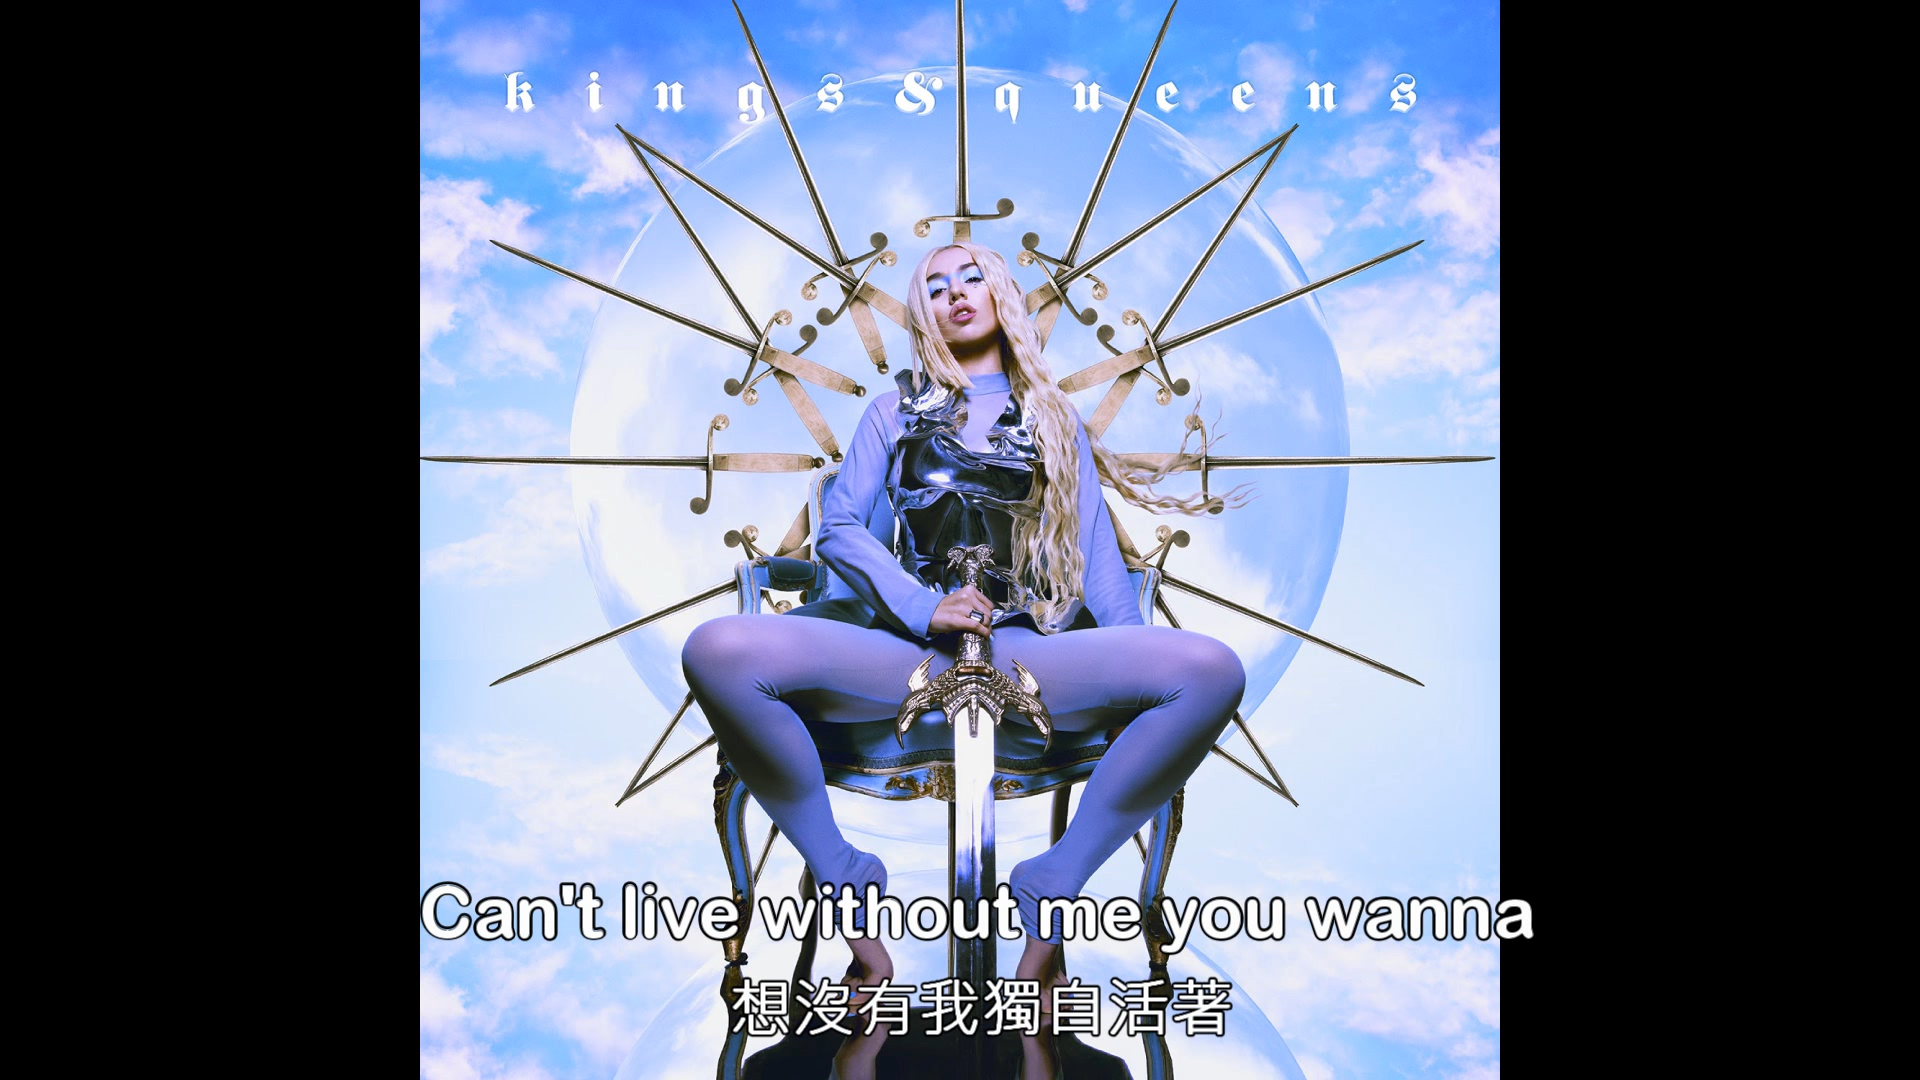 kings&queens
Can't live without me you wanna
想沒有我獨自活著